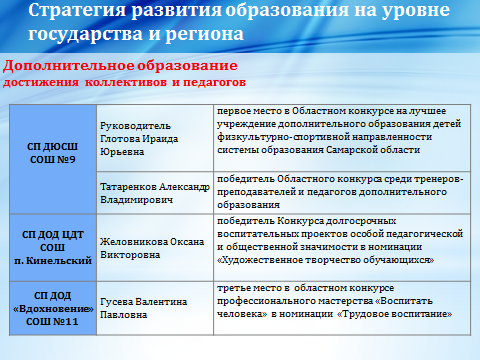 Стратегия развития образования на уровне
государства и региона
Дополнительное образование
достижения коллективов и педагогов
СП ДЮСШ
СОШ №9
Руководитель
Глотова Ираида
Юрьевна
первое место в Областном конкурсе на лучшее
учреждение дополнительного образования детей
физкультурно-спортивной направленности
системы образования Самарской области
Татаренков Александр
Владимирович
победитель Областного конкурса среди тренеров-
преподавателей и педагогов дополнительного
образования
СП ДОД ЦДТ
СОШ
п. Кинельский
Желовникова Оксана
Викторовна
победитель Конкурса долгосрочных
воспитательных проектов особой педагогической
и общественной значимости в номинации
«Художественное творчество обучающихся»
СП ДОД
«Вдохновение»
СОШ №11
Гусева Валентина
Павловна
третье место в областном конкурсе
профессионального мастерства «Воспитать
человека» в номинации «Трудовое воспитание»